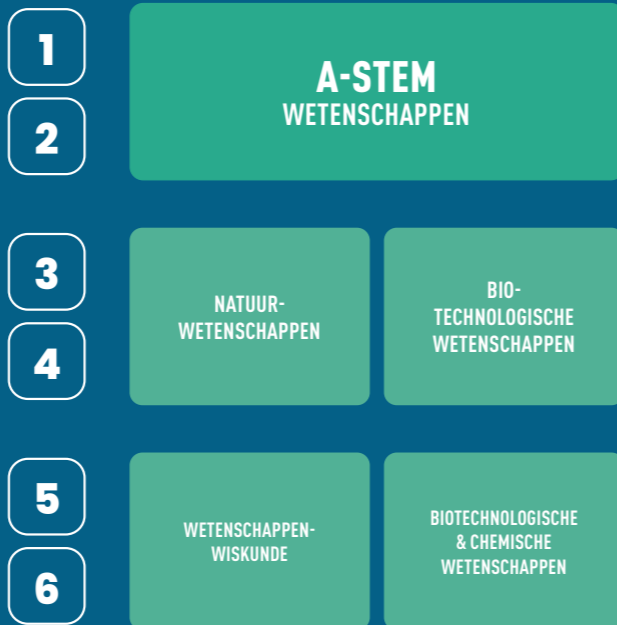 1
2
A-STEM
WETENSCHAPPEN
3
4
NATUUR-
WETENSCHAPPEN
BIO-
TECHNOLOGISCHE
WETENSCHAPPEN
5
6
WETENSCHAPPEN-
WISKUNDE
BIOTECHNOLOGISCHE
& CHEMISCHE
WETENSCHAPPEN